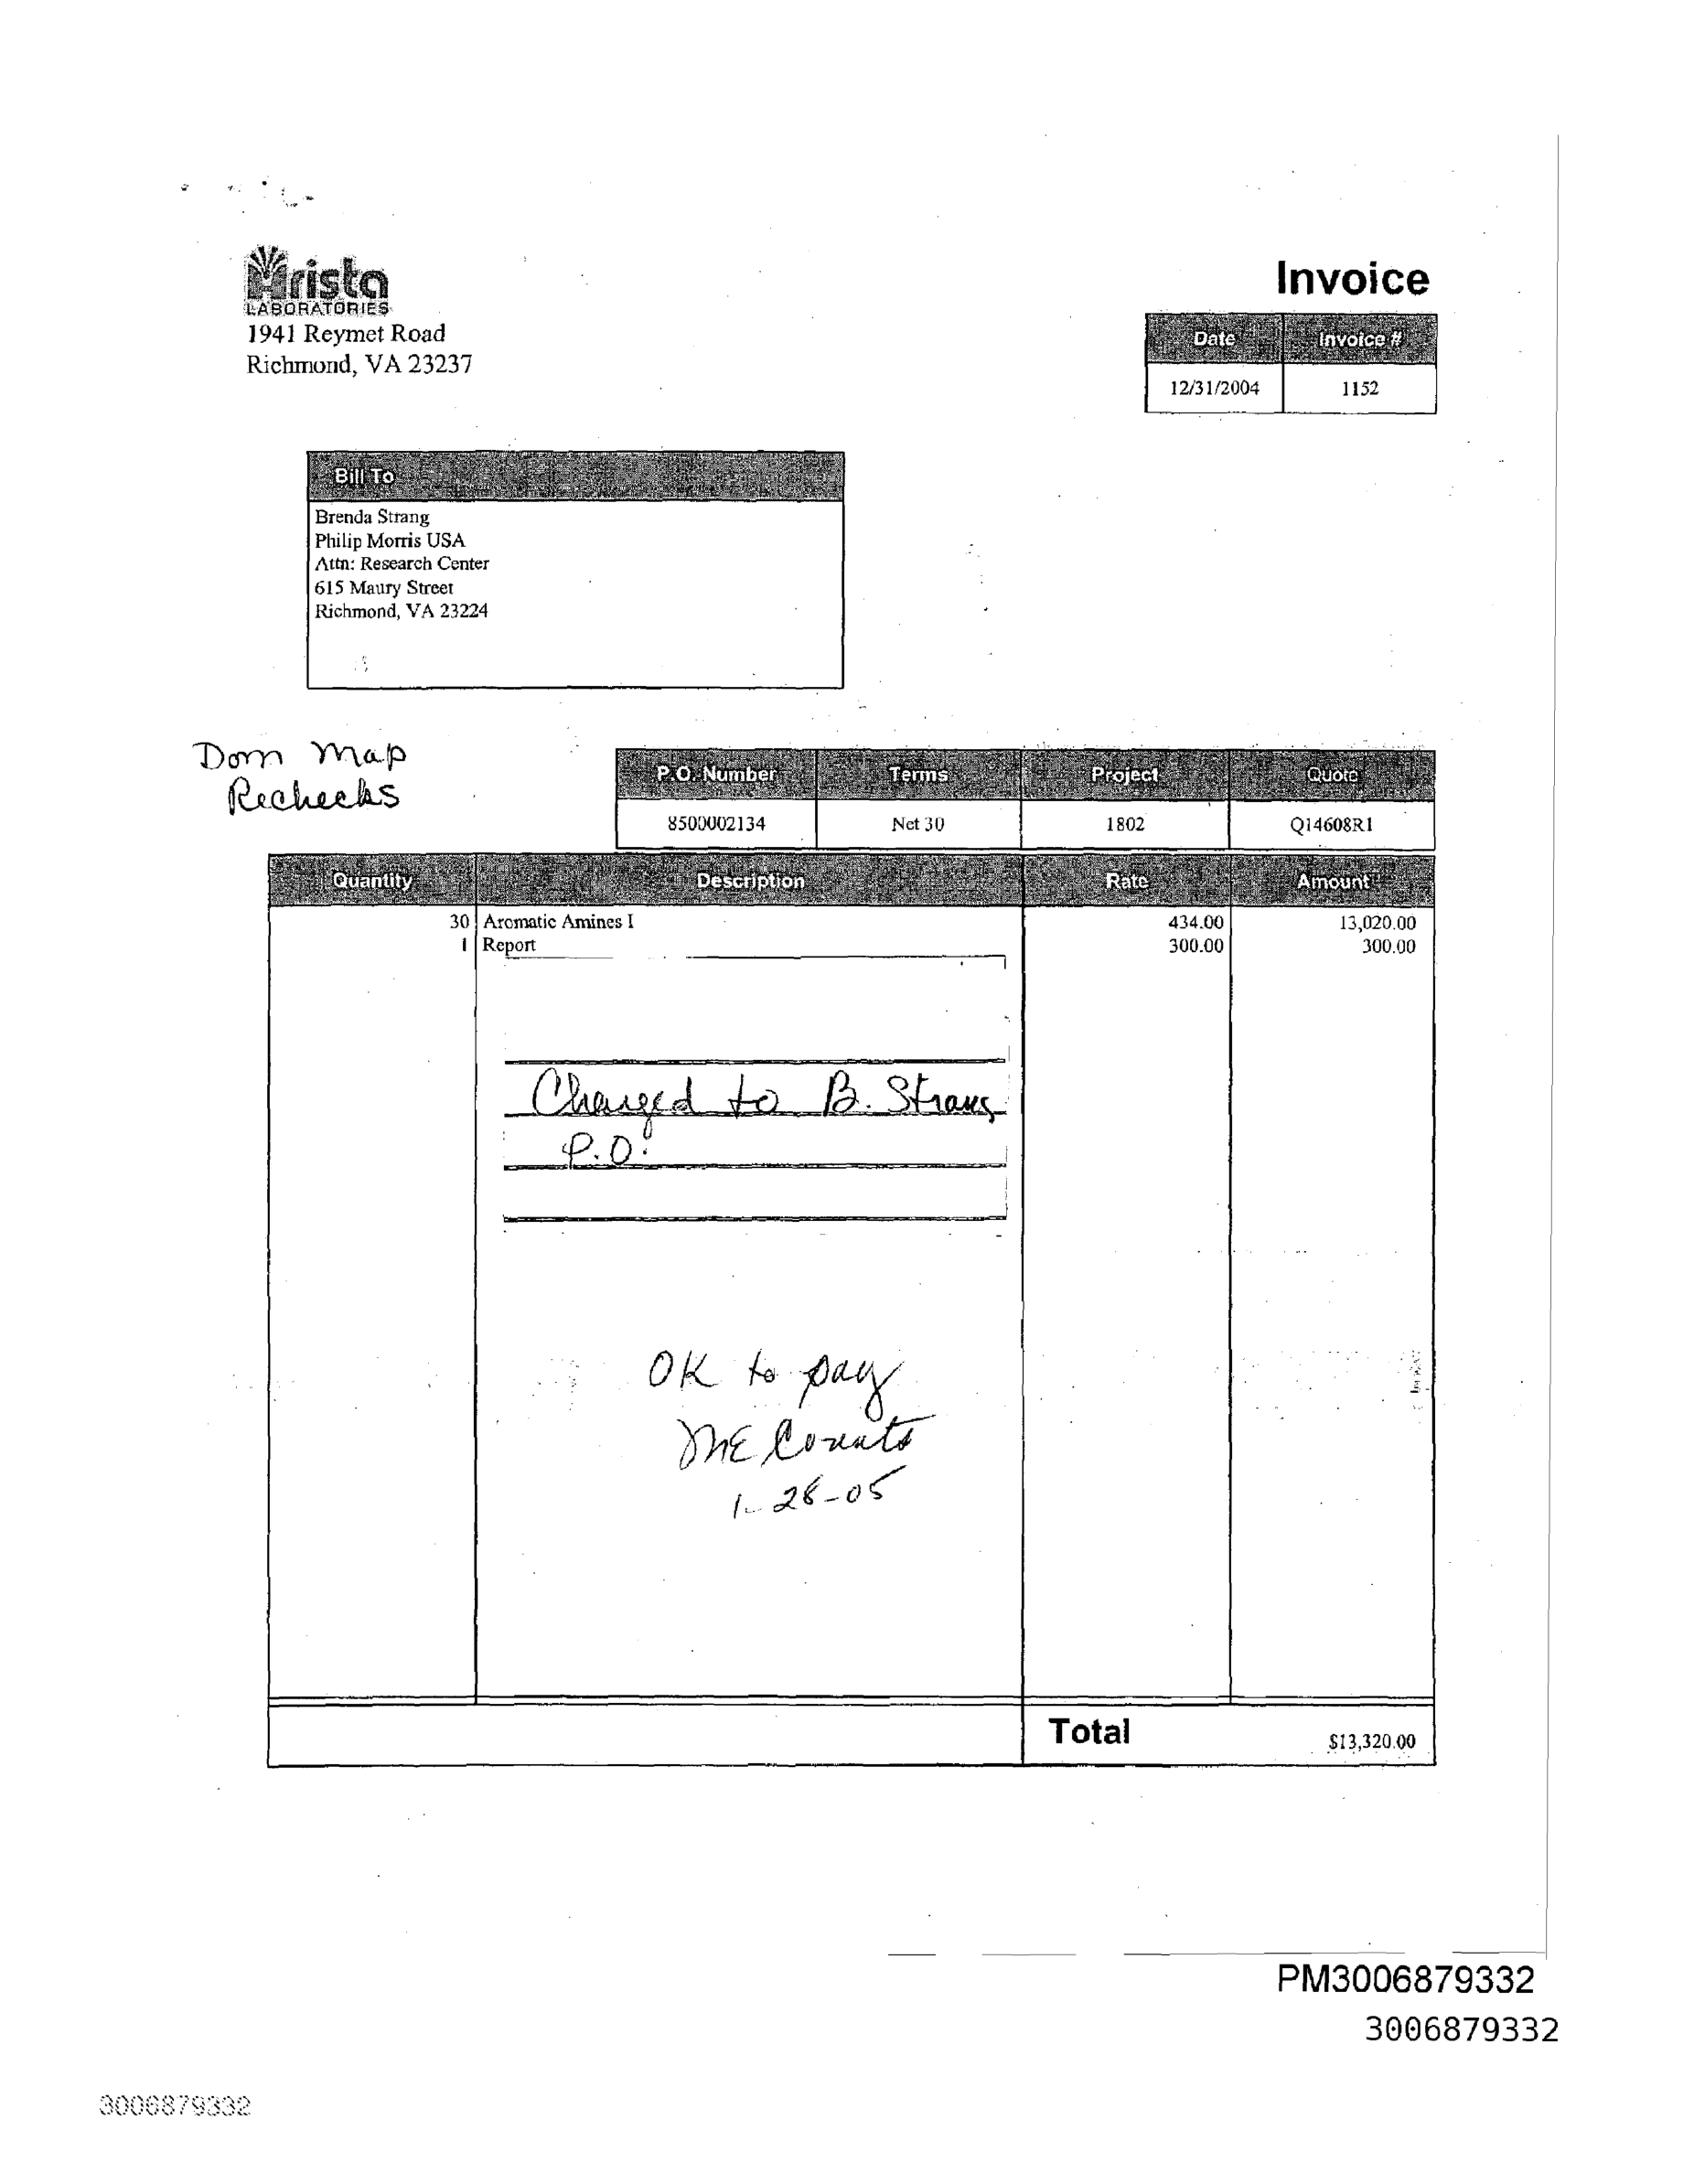 Arista
LABORATORIES
1941 Reymet Road
Richmond, VA 23237
Invoice
Date Invoice #
12/31/2004 1152
Bill To
Brenda Strang
Philip Morris USA
Attn: Research Center
615 Maury Street
Richmond, VA 23224
Dom Map
Rechecks
P.O. Number Terms Project Quote
8500002134 Net 30 1802 Q14608R1
Quantity Description Rate Amount
30 Aromatic Amines I 434.00 13,020.00
1 Report 300.00 300.00
Charged to B. Strang
P.O.
OK to pay
1-28-05
Total $13,320.00
PM3006879332
3006879332
3006879332